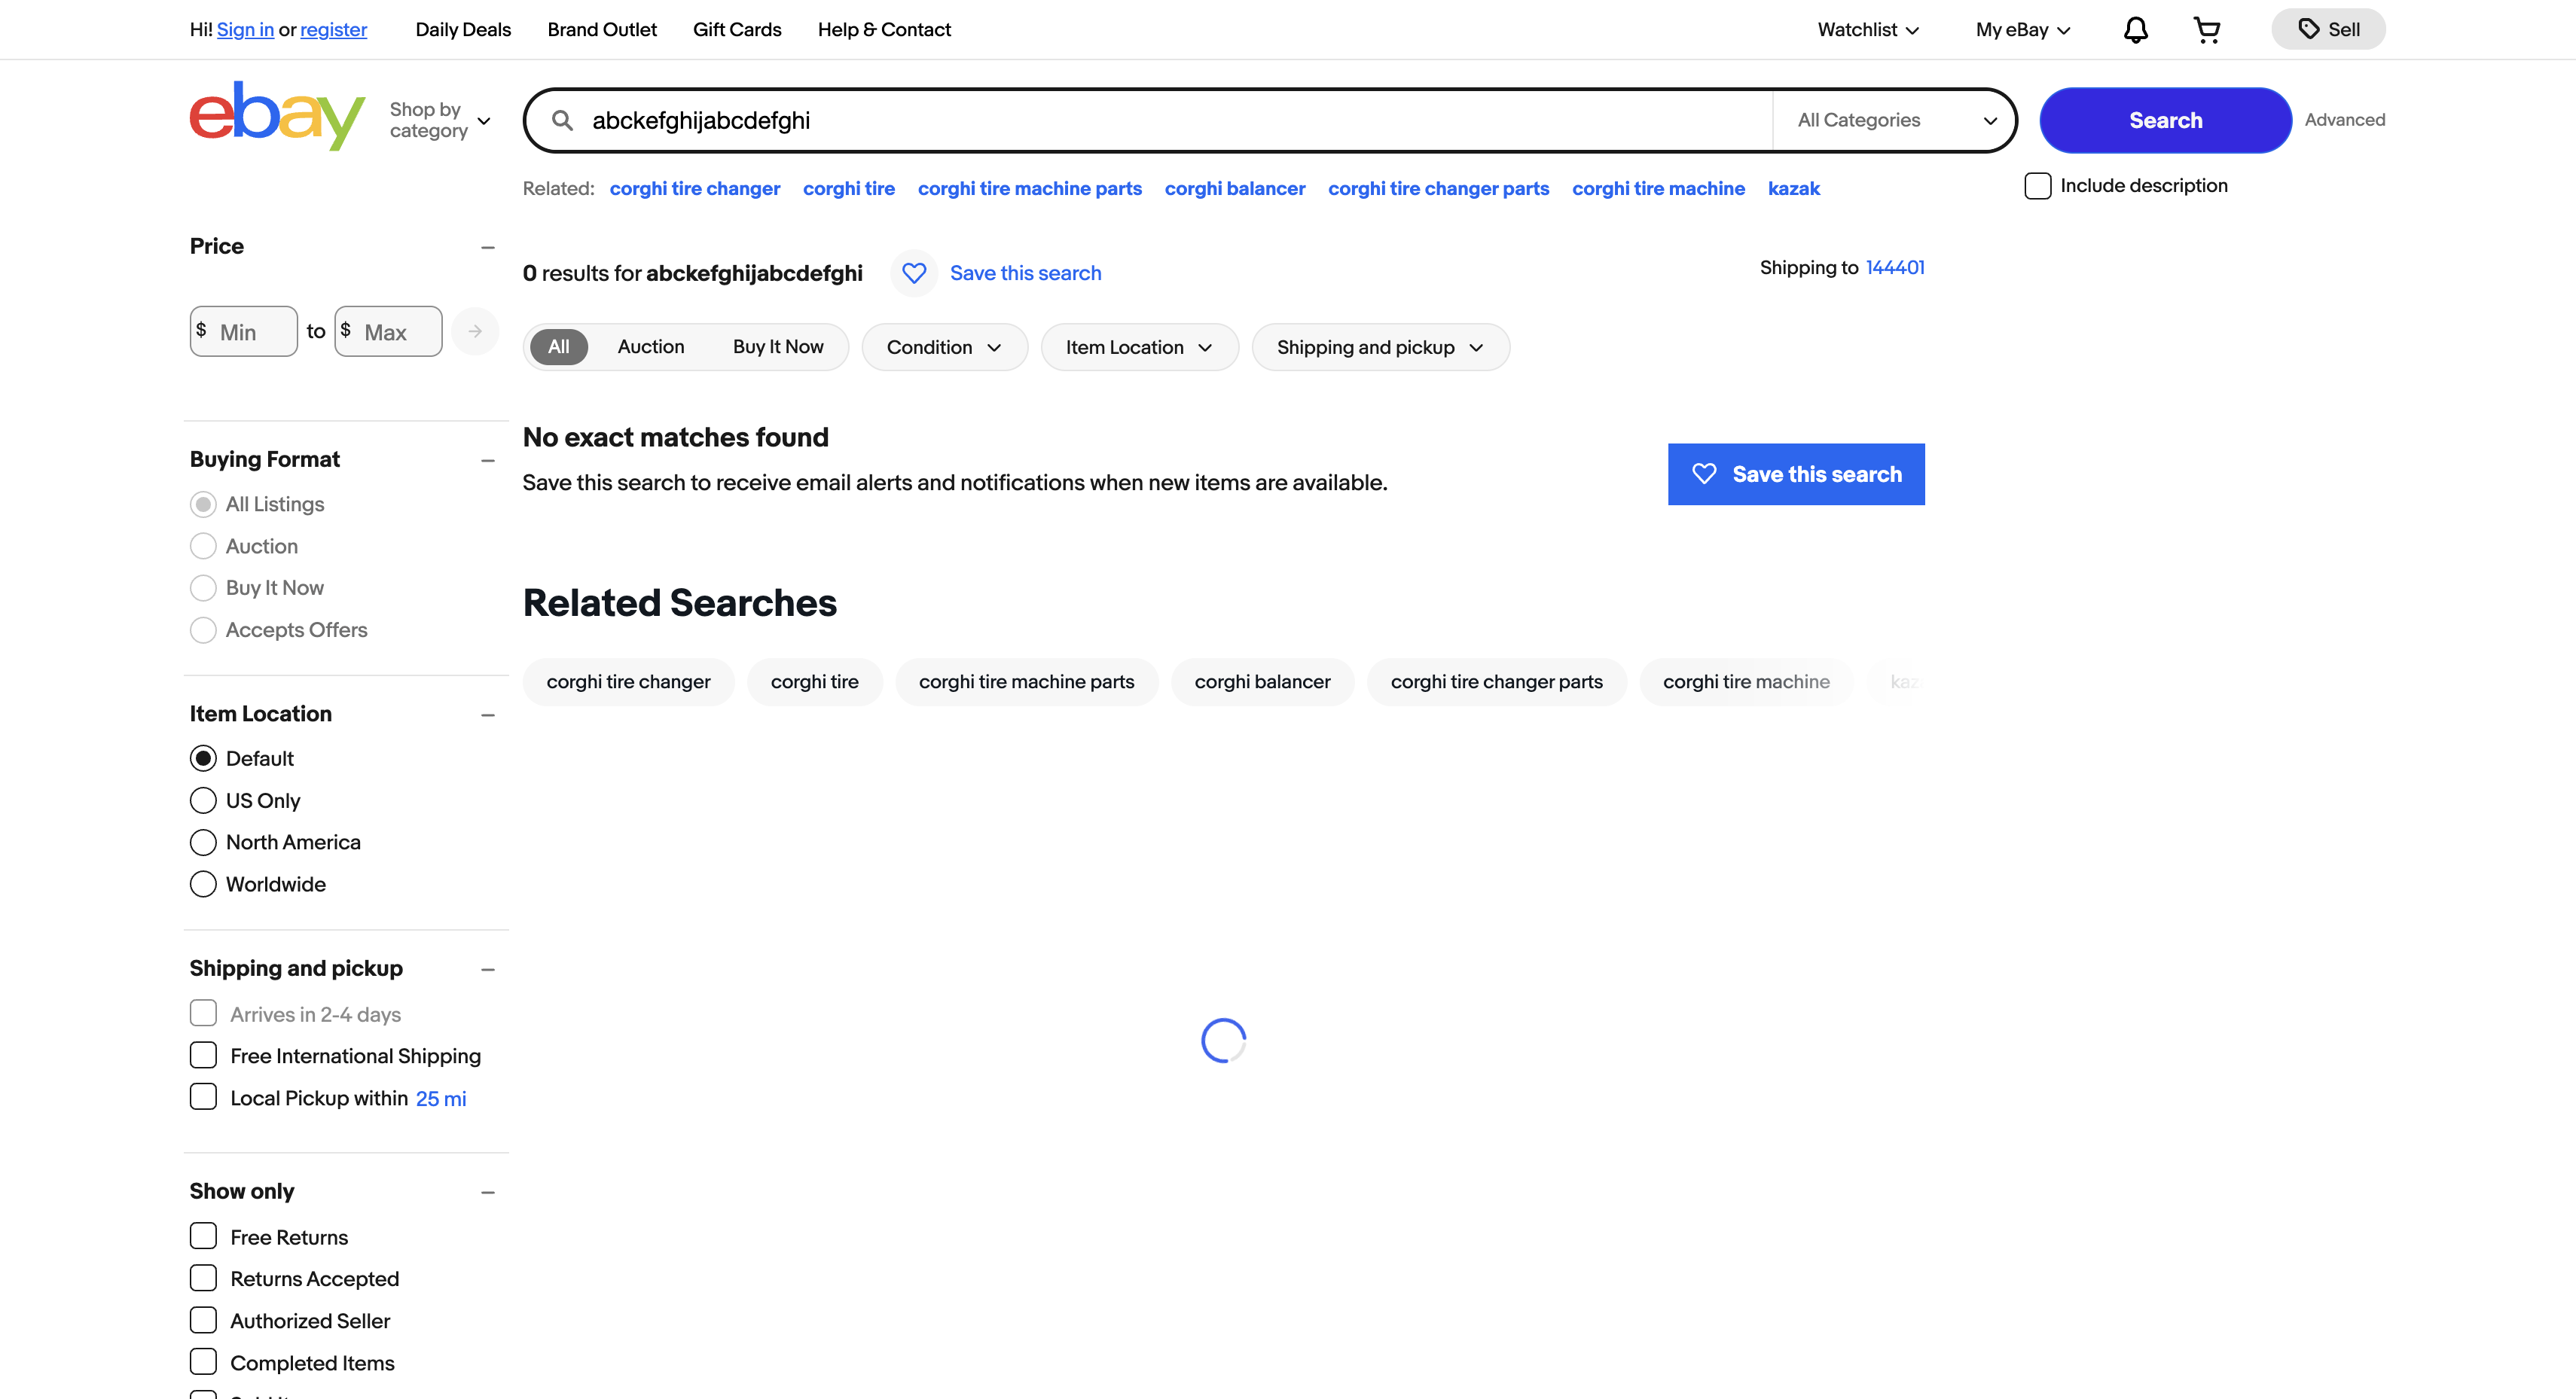 Hi! Sign in or register Daily Deals Brand Outlet Gift Cards Help & Contact Watchlist My eBay Sell
ebay Shop by category abckefghijabcdefghi All Categories Search Advanced
Related: corghi tire changer corghi tire corghi tire machine parts corghi balancer corghi tire changer parts corghi tire machine kazak Include description
Price
$ Min to $ Max
0 results for abckefghijabcdefghi Save this search Shipping to 144401
All Auction Buy It Now Condition Item Location Shipping and pickup
No exact matches found
Save this search to receive email alerts and notifications when new items are available.
Save this search
Related Searches
corghi tire changer corghi tire corghi tire machine parts corghi balancer corghi tire changer parts corghi tire machine
Buying Format
All Listings
Auction
Buy It Now
Accepts Offers
Item Location
Default
US Only
North America
Worldwide
Shipping and pickup
Arrives in 2-4 days
Free International Shipping
Local Pickup within 25 mi
Show only
Free Returns
Returns Accepted
Authorized Seller
Completed Items